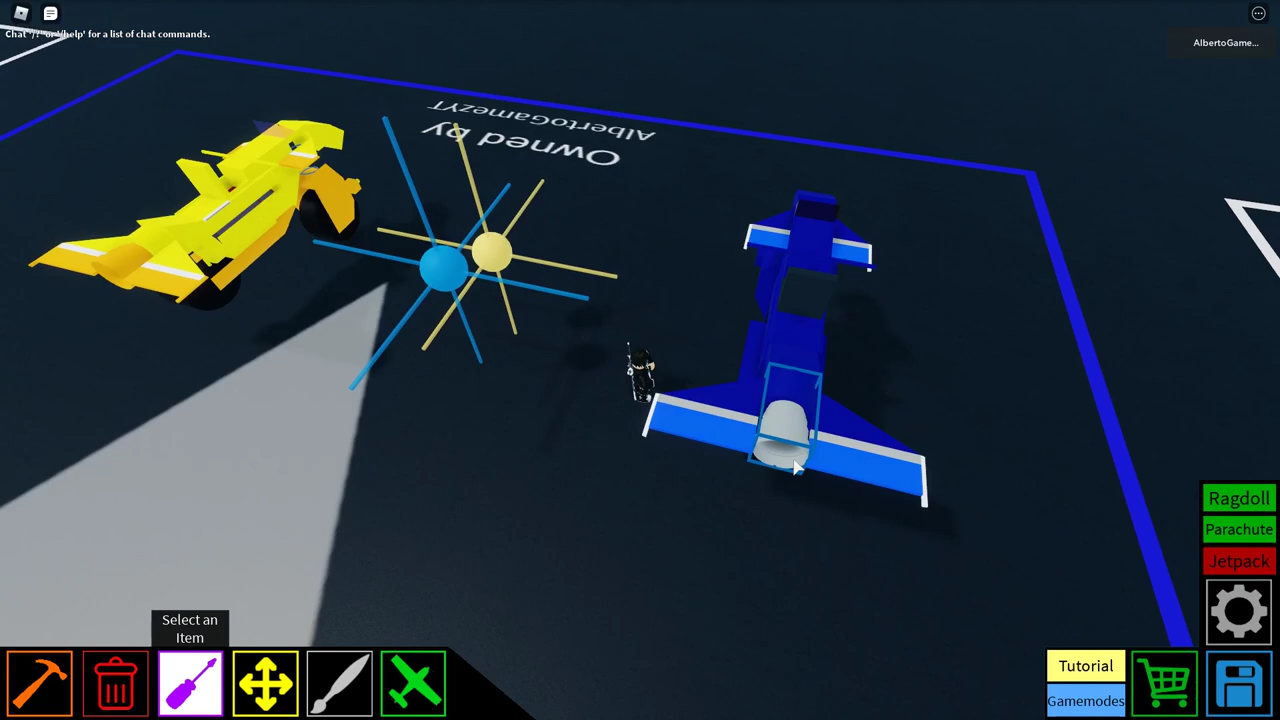 Chat '/?' or '/help' for a list of chat commands.
AlbertoGame...
Owned by
AlbertoGamezYT
Ragdoll
Parachute
Jetpack
Select an
Item
Tutorial
Gamemodes